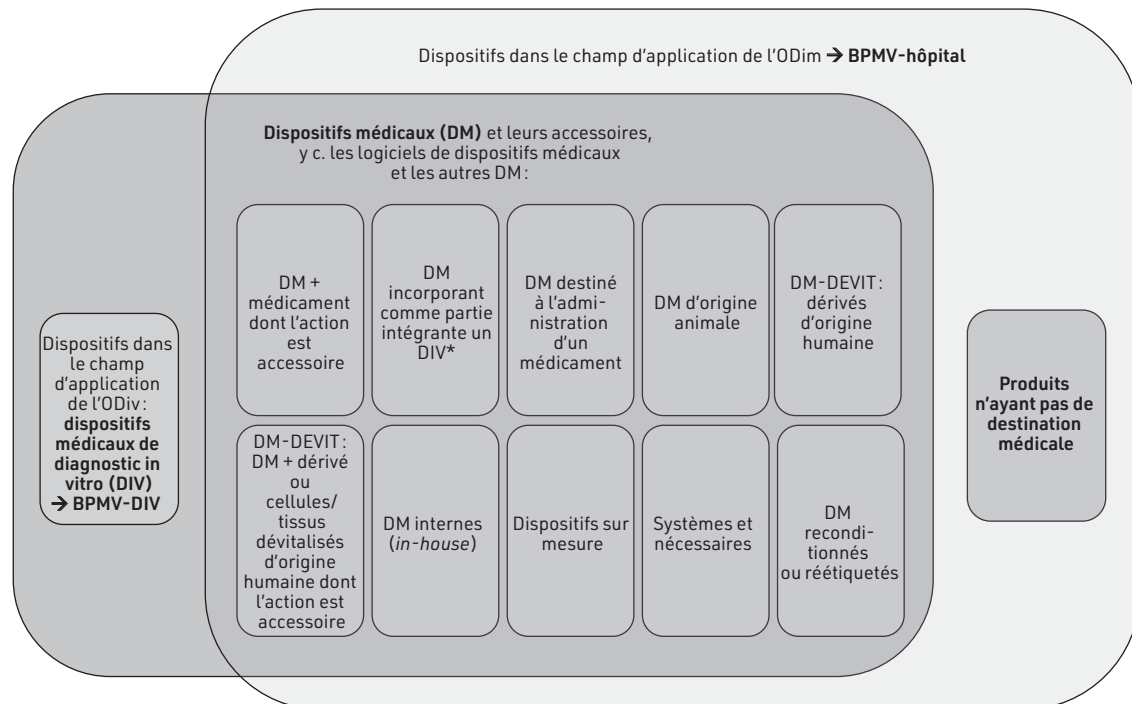 Dispositifs dans le champ d'application de l'ODim → BPMV-hôpital
Dispositifs médicaux (DM) et leurs accessoires,
y c. les logiciels de dispositifs médicaux
et les autres DM :
DM +
médicament
dont l'action
est
accessoire
DM
incorporant
comme partie
intégrante un
DIV*
DM destiné
à l'admi-
nistration
d'un
médicament
DM d'origine
animale
DM-DEVIT :
dérivés
d'origine
humaine
Dispositifs dans
le champ
d'application
de l'ODiv :
dispositifs
médicaux de
diagnostic in
vitro (DIV)
→ BPMV-DIV
Produits
n'ayant pas de
destination
médicale
DM-DEVIT :
DM + dérivé
ou
cellules/
tissus
dévitalisés
d'origine
humaine dont
l'action est
accessoire
DM internes
(in-house)
Dispositifs sur
mesure
Systèmes et
nécessaires
DM
recondi-
tionnés
ou réétiquetés